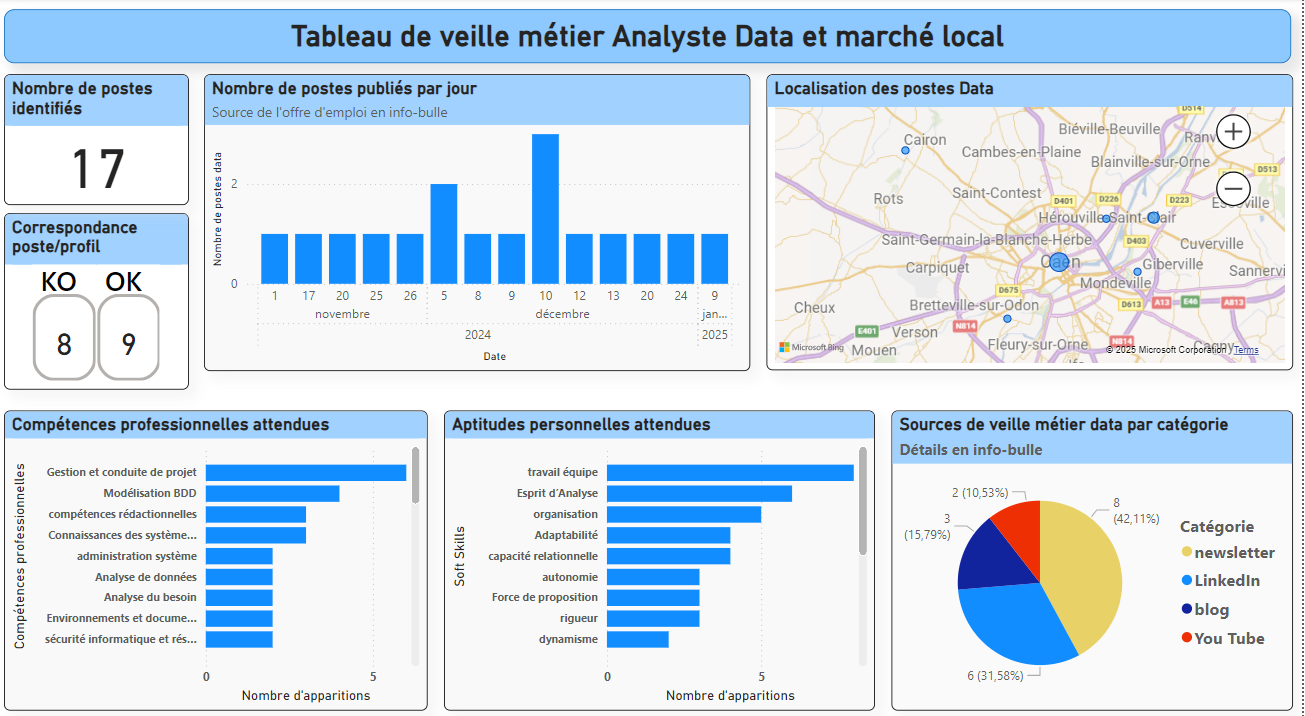 Tableau de veille métier Analyste Data et marché local
Nombre de postes
identifiés
17
Correspondance
poste/profil
KO OK
8 9
Nombre de postes publiés par jour
Source de l'offre d'emploi en info-bulle
Nombre de postes data
2
0
1 17 20 25 26 5 8 9 10 12 13 20 24 9
novembre décembre jan...
2024 2025
Date
Localisation des postes Data
D514
Cairon
Biéville-Beuville
Ranv
Cambes-en-Plaine
Blainville-sur-Orne
D513
Saint-Contest
Rots
D401
D226
D223
Hérouville-Saint-Clair
Saint-Germain-la-Blanche-Herbe
D403
Cuverville
Caen
Carpiquet
Giberville
Sannervi
Mondeville
D675
Cheux
Bretteville-sur-Odon
D613
A13
E46
A813
E401
Verson
N814
N814
Mouen
Fleury-sur-Orne
Cagny
Microsoft Bing
© 2025 Microsoft Corporation Terms
Compétences professionnelles attendues
Compétences professionnelles
Gestion et conduite de projet
Modélisation BDD
compétences rédactionnelles
Connaissances des système...
administration système
Analyse de données
Analyse du besoin
Environnements et docume...
sécurité informatique et rés...
0 5
Nombre d'apparitions
Aptitudes personnelles attendues
Soft Skills
travail équipe
Esprit d'Analyse
organisation
Adaptabilité
capacité relationnelle
autonomie
Force de proposition
rigueur
dynamisme
0 5
Nombre d'apparitions
Sources de veille métier data par catégorie
Détails en info-bulle
2 (10,53%)
8
(42,11%)
3
(15,79%)
6 (31,58%)
Catégorie
newsletter
LinkedIn
blog
You Tube